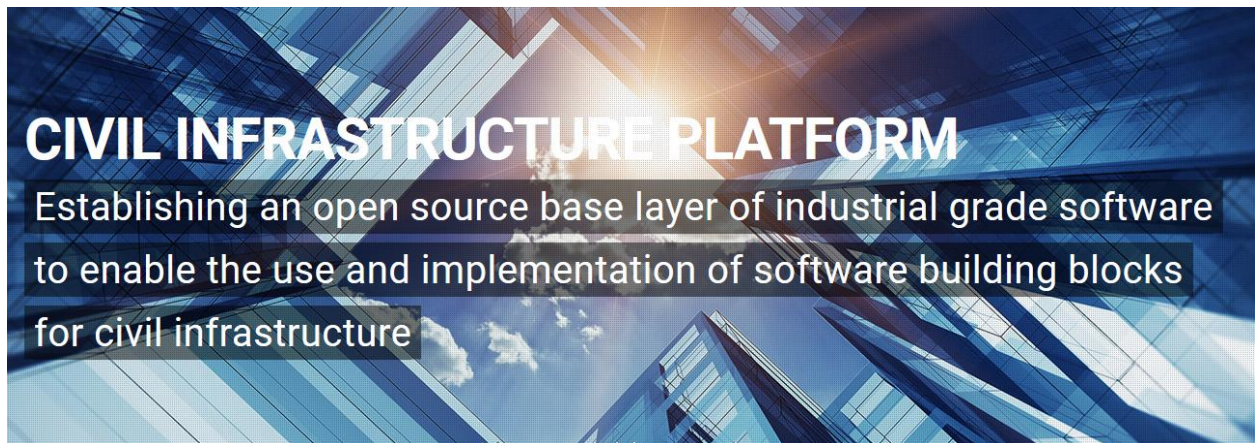 CIVIL INFRASTRUCTURE PLATFORM
Establishing an open source base layer of industrial grade software
to enable the use and implementation of software building blocks
for civil infrastructure